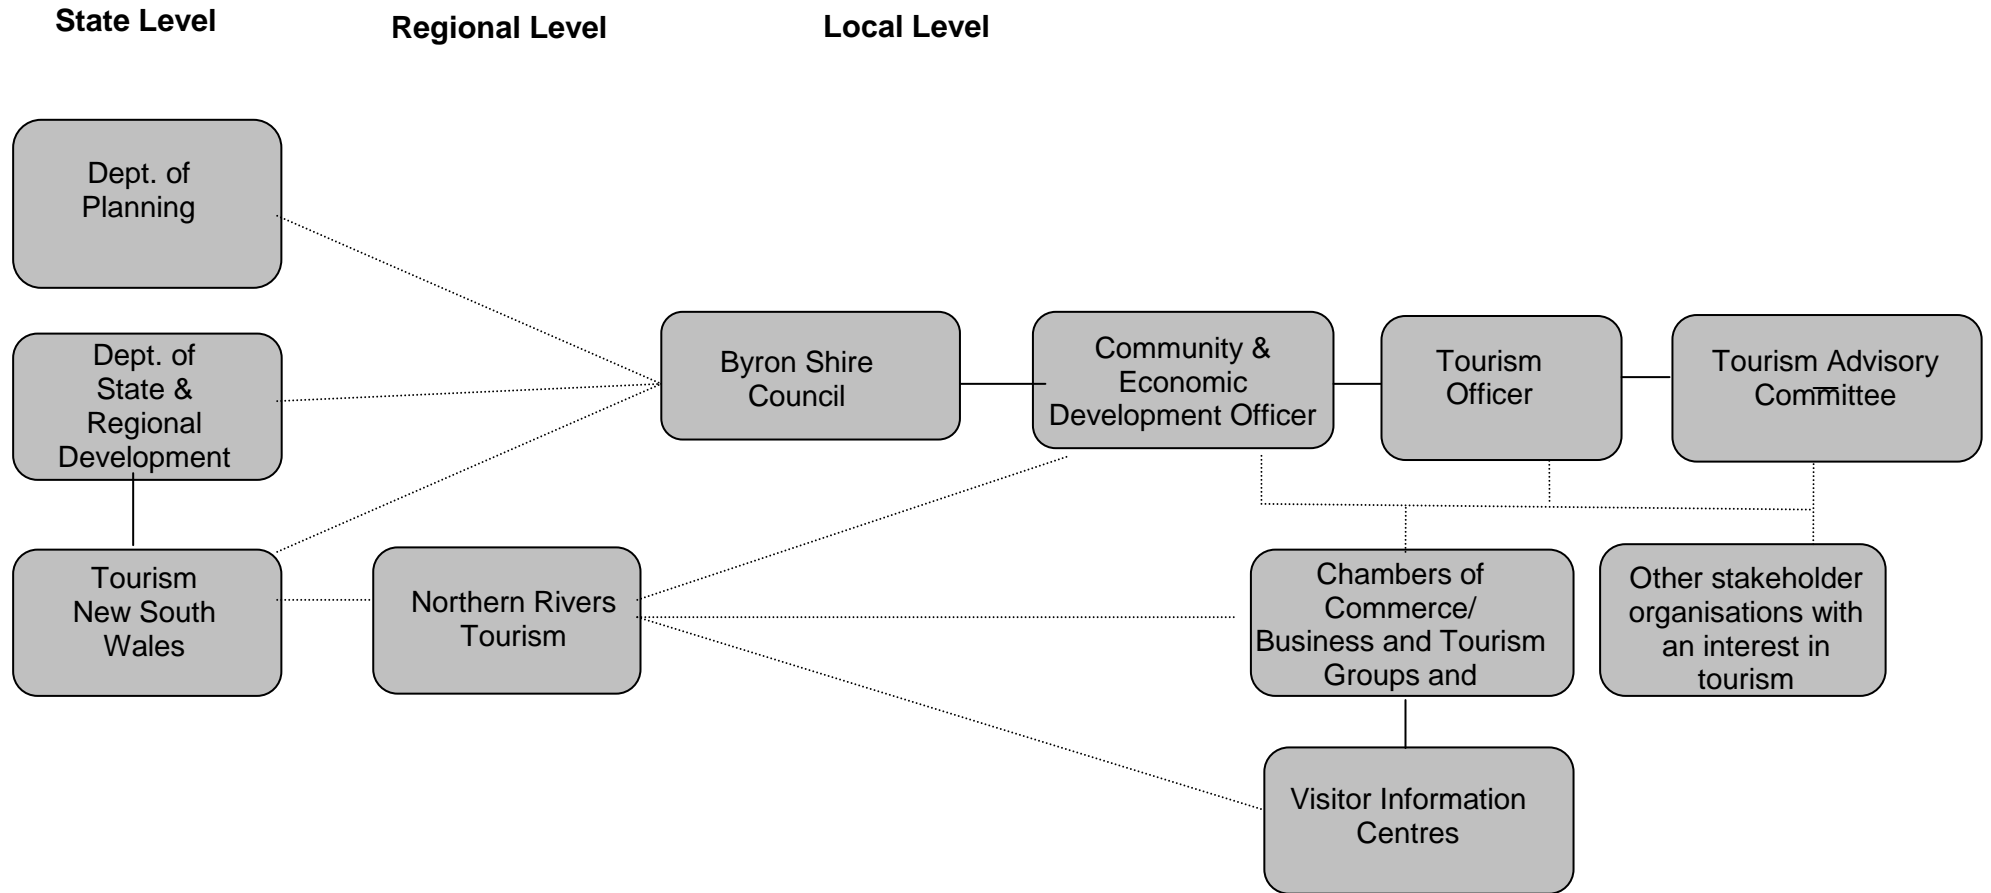 State Level
Regional Level
Local Level
Dept. of
Planning
Dept. of
State &
Regional
Development
Byron Shire
Council
Community &
Economic
Development Officer
Tourism
Officer
Tourism Advisory
Committee
Tourism
New South
Wales
Northern Rivers
Tourism
Chambers of
Commerce/
Business and Tourism
Groups and
Other stakeholder
organisations with
an interest in
tourism
Visitor Information
Centres